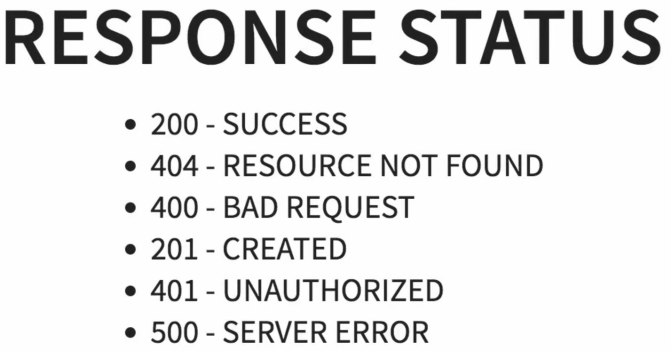 RESPONSE STATUS
• 200 - SUCCESS
• 404 - RESOURCE NOT FOUND
• 400 - BAD REQUEST
• 201 - CREATED
• 401 - UNAUTHORIZED
• 500 - SERVER ERROR